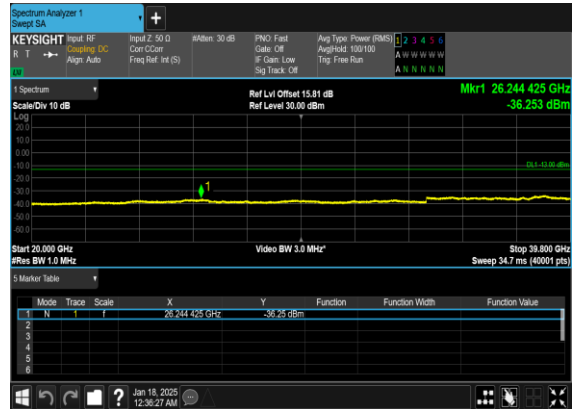 Spectrum Analyzer 1
Swept SA
+
KEYSIGHT
R T
Input: RF
Coupling: DC
Align: Auto
Input Z: 50 Ω
Corr CCorr
Freq Ref: Int (S)
#Atten: 30 dB
PNO: Fast
Gate: Off
IF Gain: Low
Sig Track: Off
Avg Type: Power (RMS)
Avg|Hold: 100/100
Trig: Free Run
1 2 3 4 5 6
A W W W W W
A N N N N N
1 Spectrum
Scale/Div 10 dB
Ref Lvl Offset 15.81 dB
Ref Level 30.00 dBm
Mkr1 26.244 425 GHz
-36.253 dBm
Log
20.0
10.0
0.00
-10.0
-20.0
-30.0
-40.0
-50.0
-60.0
DL1 -13.00 dBm
1
Start 20.000 GHz
#Res BW 1.0 MHz
Video BW 3.0 MHz*
Stop 39.800 GHz
Sweep 34.7 ms (40001 pts)
5 Marker Table
Mode Trace Scale X Y Function Function Width Function Value
1 N 1 f 26.244 425 GHz -36.25 dBm
2
3
4
5
6
?
Jan 18, 2025
12:36:27 AM